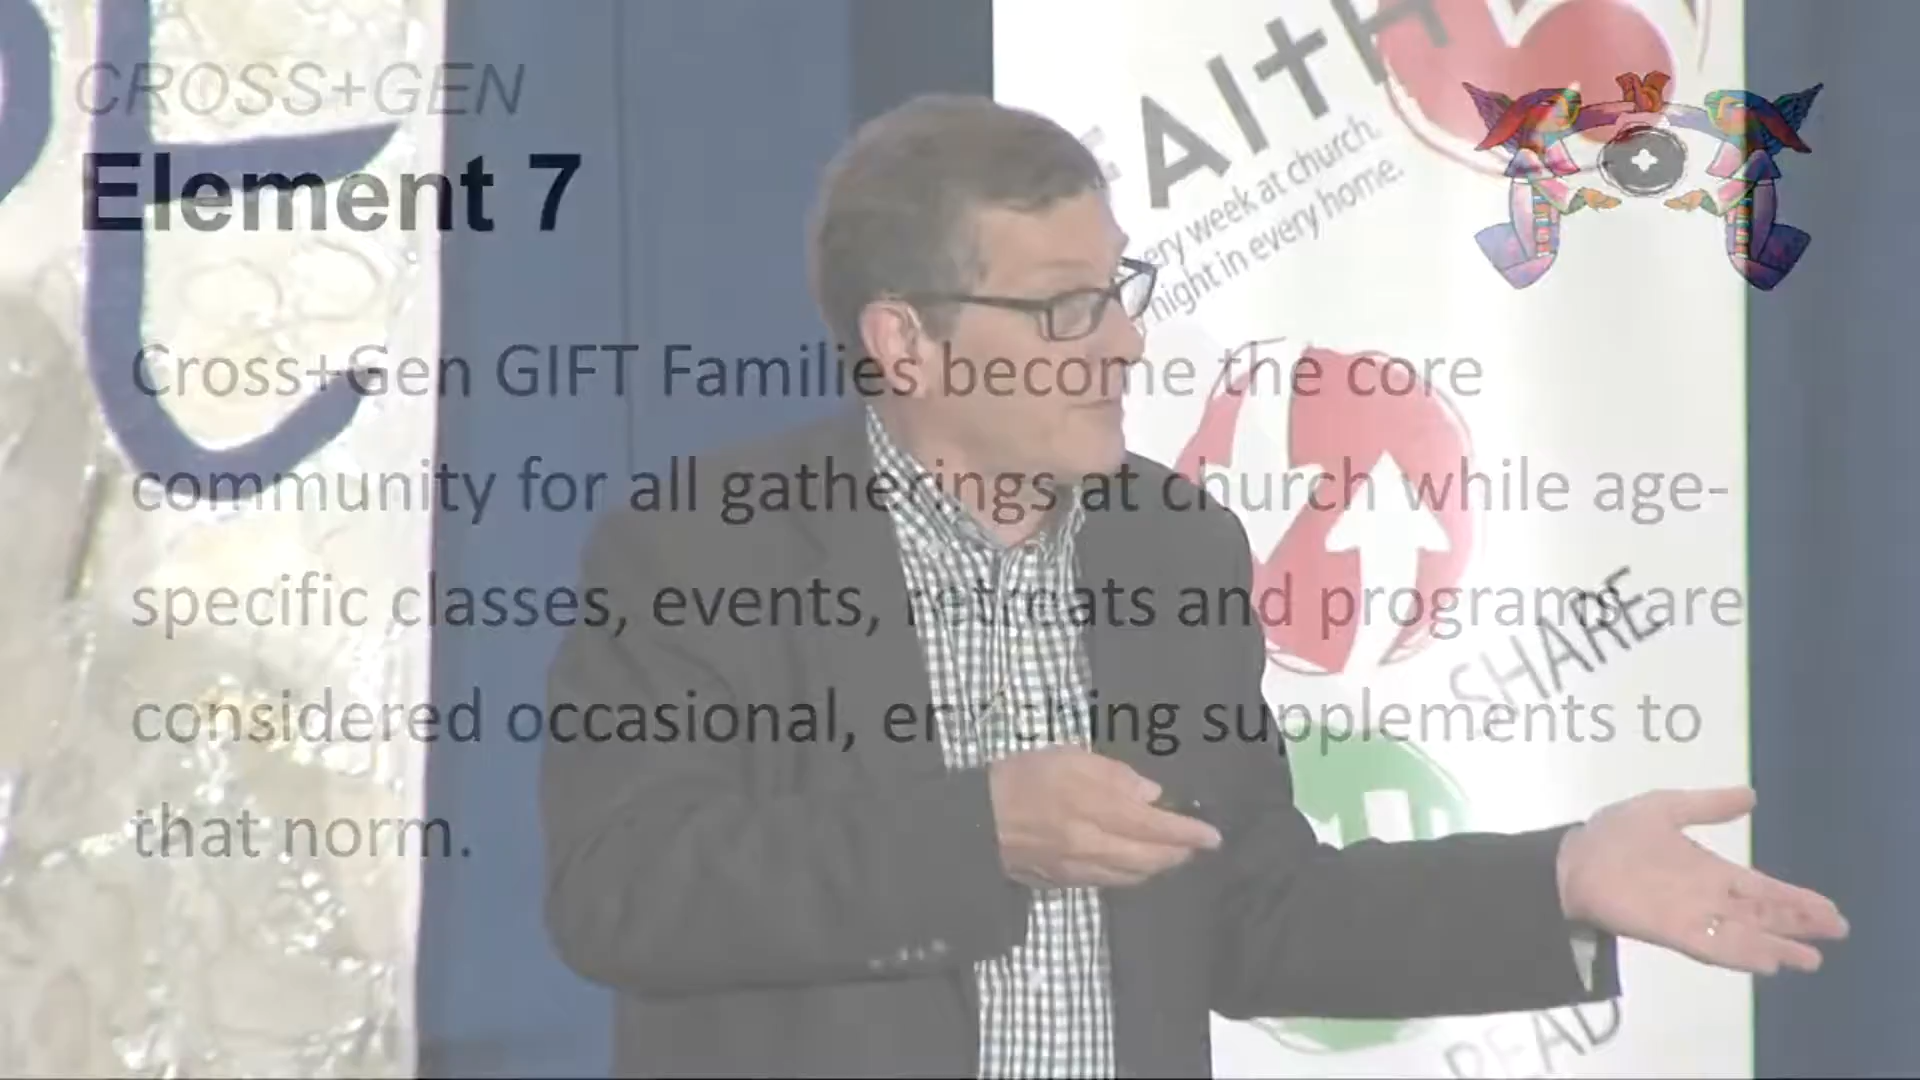 CROSS+GEN
Element 7
Cross+Gen GIFT Families become the core
community for all gatherings at church while age-
specific classes, events, retreats and programs are
considered occasional, enriching supplements to
that norm.
FAITH
every week at church.
night in every home.
SHARE
READ